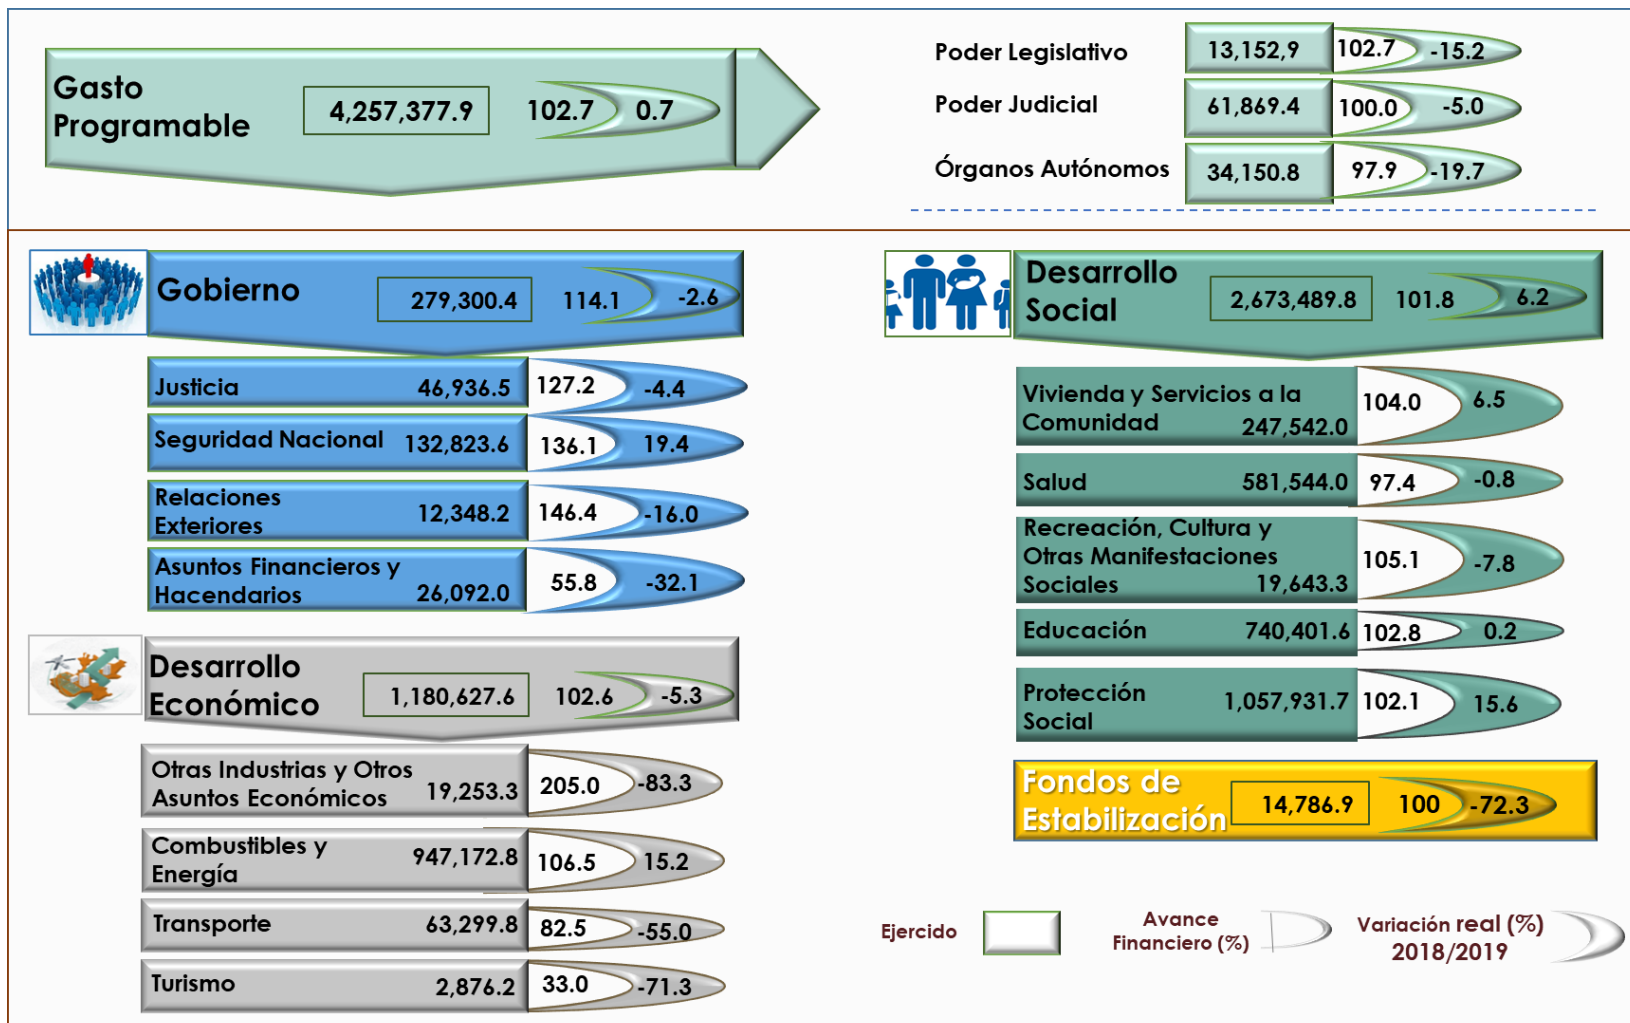 Gasto
Programable
4,257,377.9
102.7
0.7
Poder Legislativo
13,152,9
102.7
-15.2
Poder Judicial
61,869.4
100.0
-5.0
Órganos Autónomos
34,150.8
97.9
-19.7
Gobierno
279,300.4
114.1
-2.6
Justicia
46,936.5
127.2
-4.4
Seguridad Nacional
132,823.6
136.1
19.4
Relaciones
Exteriores
12,348.2
146.4
-16.0
Asuntos Financieros y
Hacendarios
26,092.0
55.8
-32.1
Desarrollo
Económico
1,180,627.6
102.6
-5.3
Otras Industrias y Otros
Asuntos Económicos
19,253.3
205.0
-83.3
Combustibles y
Energía
947,172.8
106.5
15.2
Transporte
63,299.8
82.5
-55.0
Turismo
2,876.2
33.0
-71.3
Desarrollo
Social
2,673,489.8
101.8
6.2
Vivienda y Servicios a la
Comunidad
247,542.0
104.0
6.5
Salud
581,544.0
97.4
-0.8
Recreación, Cultura y
Otras Manifestaciones
Sociales
19,643.3
105.1
-7.8
Educación
740,401.6
102.8
0.2
Protección
Social
1,057,931.7
102.1
15.6
Fondos de
Estabilización
14,786.9
100
-72.3
Ejercido
Avance
Financiero (%)
Variación real (%)
2018/2019